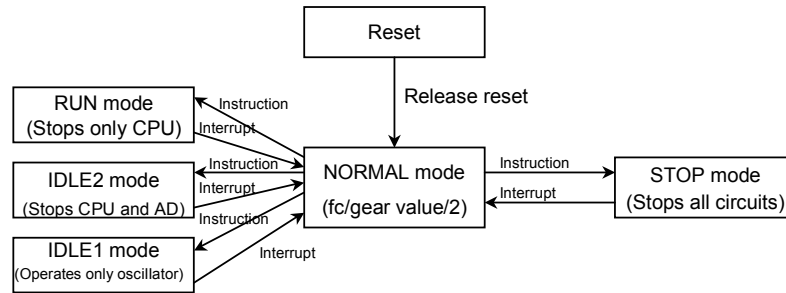 Reset
Release reset
RUN mode
(Stops only CPU)
Instruction
Interrupt
IDLE2 mode
(Stops CPU and AD)
Instruction
Interrupt
IDLE1 mode
(Operates only oscillator)
Instruction
Interrupt
NORMAL mode
(fc/gear value/2)
Instruction
Interrupt
STOP mode
(Stops all circuits)